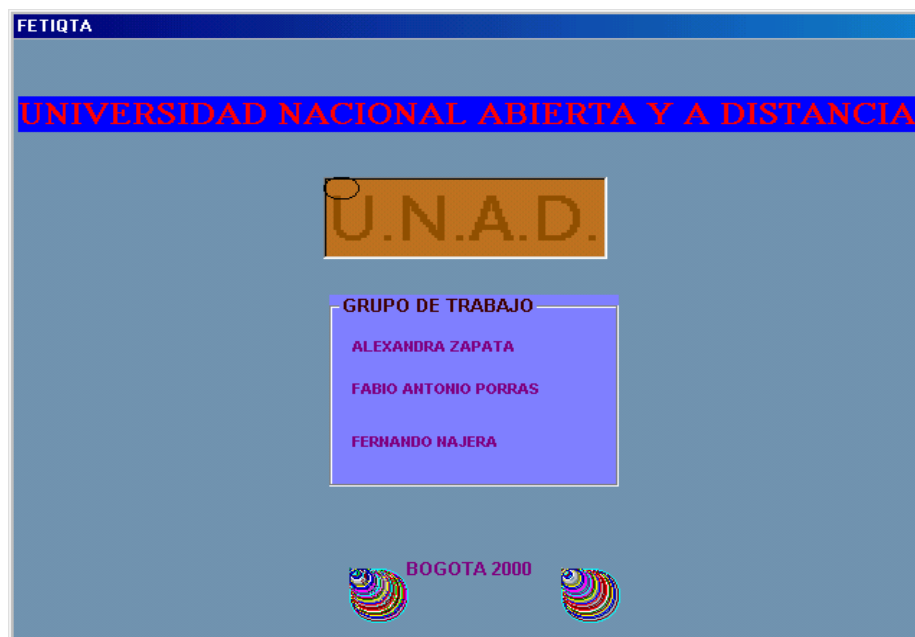 FETIQTA
UNIVERSIDAD NACIONAL ABIERTA Y A DISTANCIA
U.N.A.D.
GRUPO DE TRABAJO
ALEXANDRA ZAPATA
FABIO ANTONIO PORRAS
FERNANDO NAJERA
BOGOTA 2000